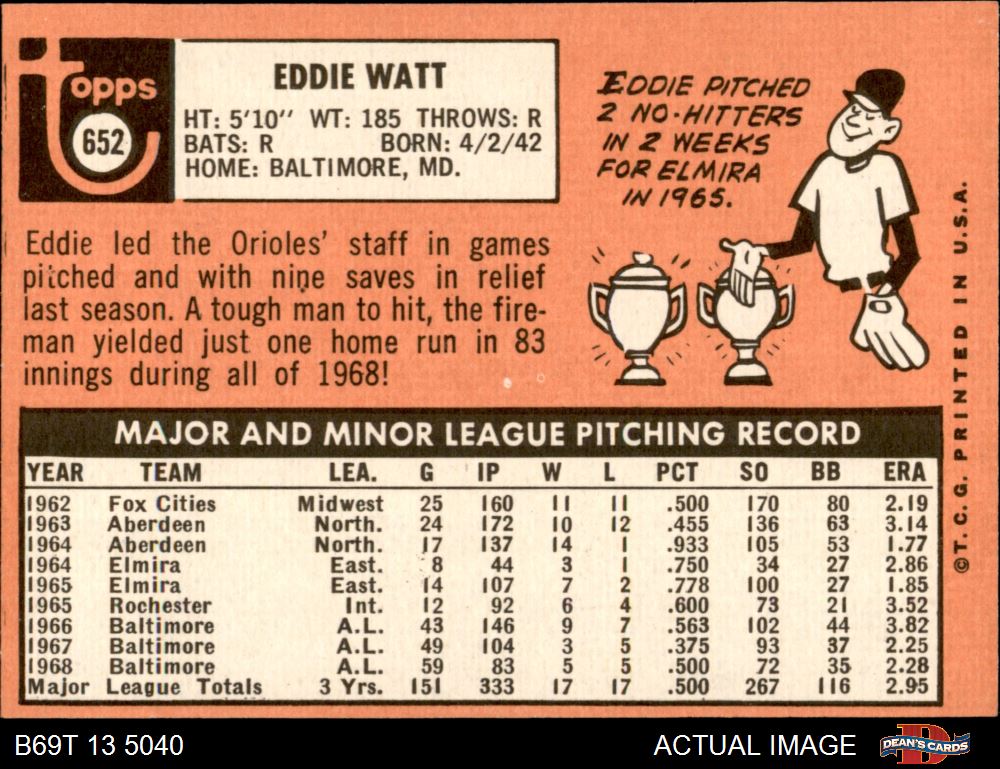 topps
652
EDDIE WATT
HT: 5'10" WT: 185 THROWS: R
BATS: R BORN: 4/2/42
HOME: BALTIMORE, MD.
EDDIE PITCHED
2 NO-HITTERS
IN 2 WEEKS
FOR ELMIRA
IN 1965.
Eddie led the Orioles' staff in games
pitched and with nine saves in relief
last season. A tough man to hit, the fire-
man yielded just one home run in 83
innings during all of 1968!
MAJOR AND MINOR LEAGUE PITCHING RECORD
YEAR TEAM LEA. G IP W L PCT SO BB ERA
1962 Fox Cities Midwest 25 160 11 11 .500 170 80 2.19
1963 Aberdeen North. 24 172 10 12 .455 136 63 3.14
1964 Aberdeen North. 17 137 14 1 .933 105 53 1.77
1964 Elmira East. 8 44 3 1 .750 34 27 2.86
1965 Elmira East. 14 107 7 2 .778 100 27 1.85
1965 Rochester Int. 12 92 6 4 .600 73 21 3.52
1966 Baltimore A.L. 43 146 9 7 .563 102 44 3.82
1967 Baltimore A.L. 49 104 3 5 .375 93 37 2.25
1968 Baltimore A.L. 59 83 5 5 .500 72 35 2.28
Major League Totals 3 Yrs. 151 333 17 17 .500 267 116 2.95
©T. C. G. PRINTED IN U.S.A.
B69T 13 5040
ACTUAL IMAGE
DEAN'S CARDS